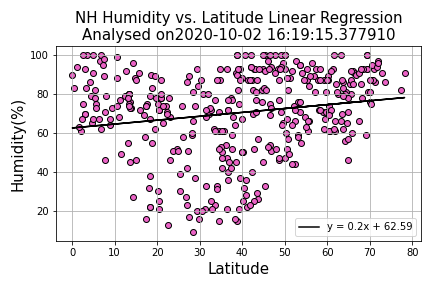 NH Humidity vs. Latitude Linear Regression
Analysed on2020-10-02 16:19:15.377910
Humidity(%)
100
80
60
40
20
0
10
20
30
40
50
60
70
80
Latitude
y = 0.2x + 62.59